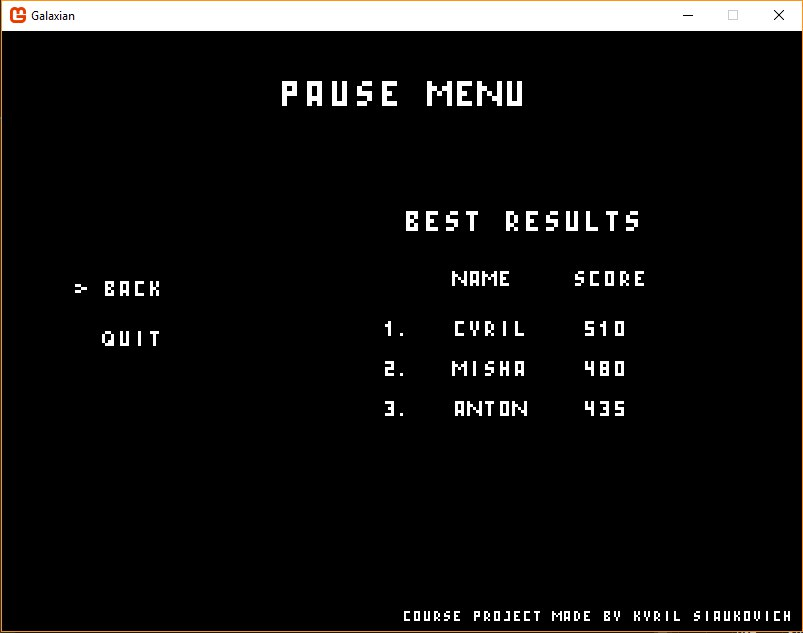 Galaxian
PAUSE MENU
BEST RESULTS
NAME SCORE
> BACK
1. CYRIL 510
QUIT
2. MISHA 480
3. ANTON 435
COURSE PROJECT MADE BY KYRIL SIAUKOVICH